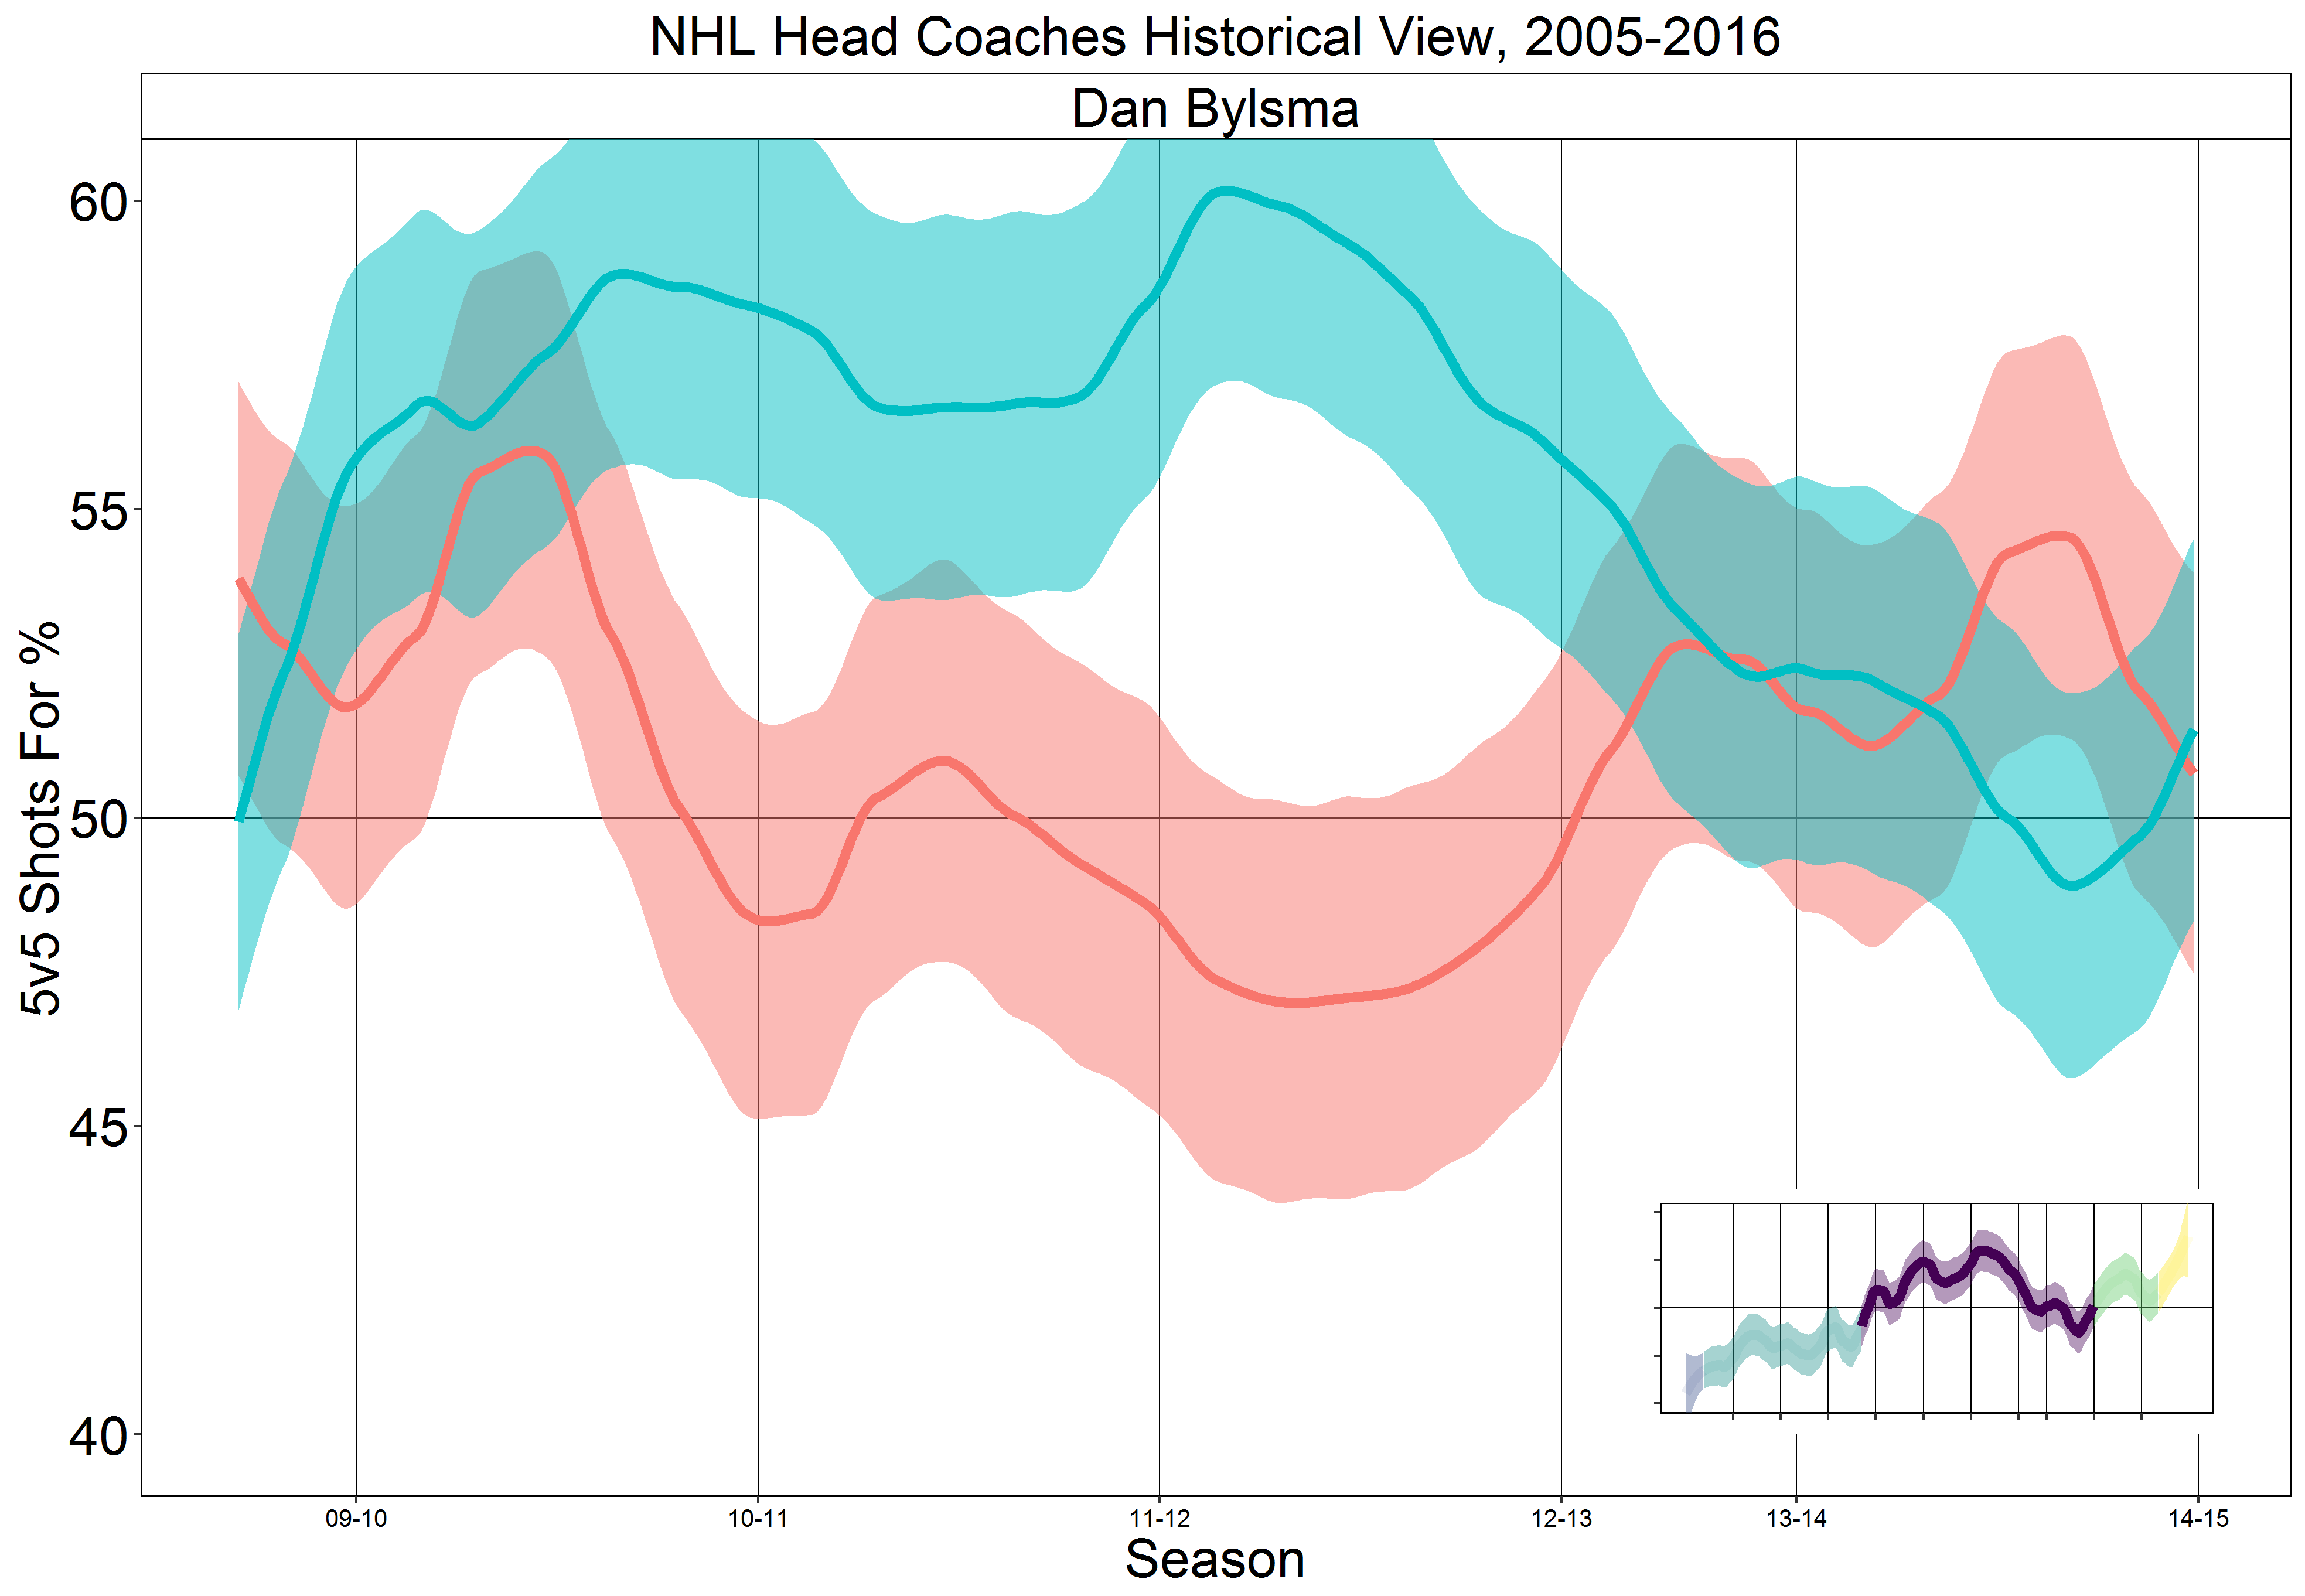 NHL Head Coaches Historical View, 2005-2016
Dan Bylsma
5v5 Shots For %
60
55
50
45
40
09-10
10-11
11-12
12-13
13-14
14-15
Season